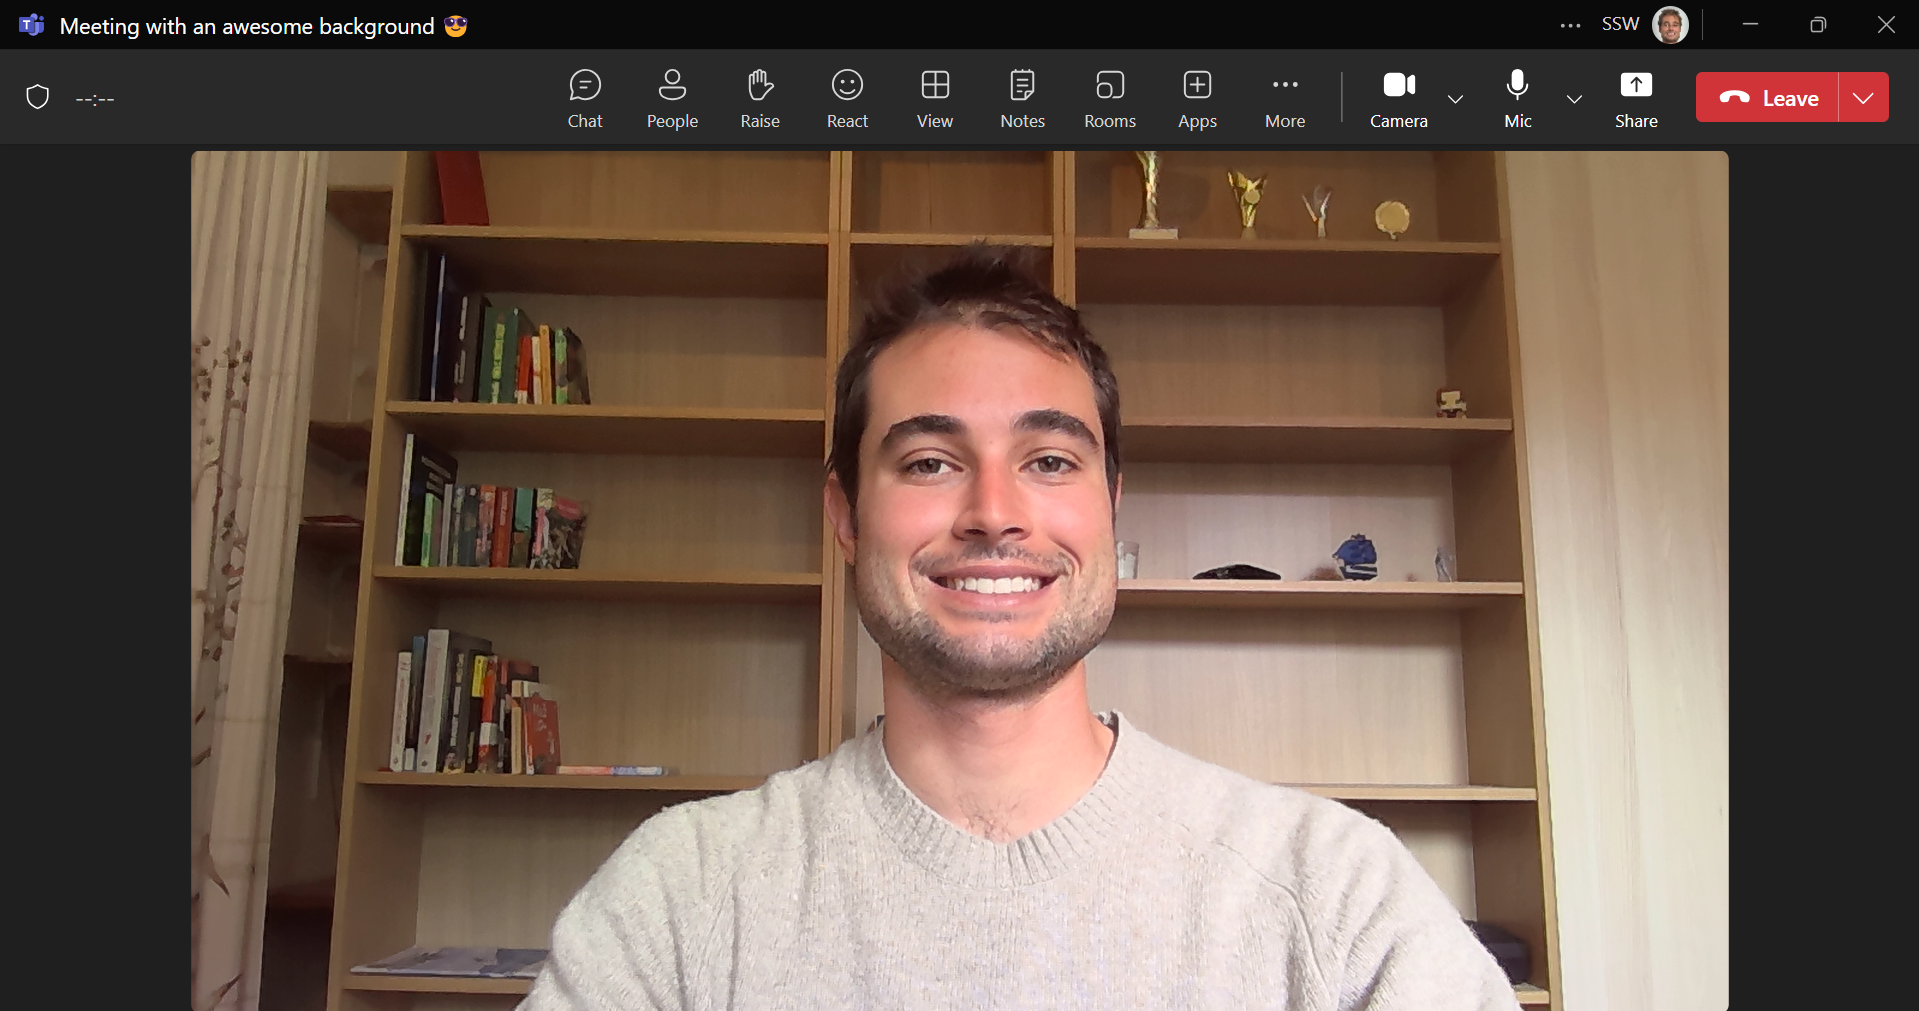 Meeting with an awesome background 😎
SSW
--:--
Chat
People
Raise
React
View
Notes
Rooms
Apps
More
Camera
Mic
Share
Leave